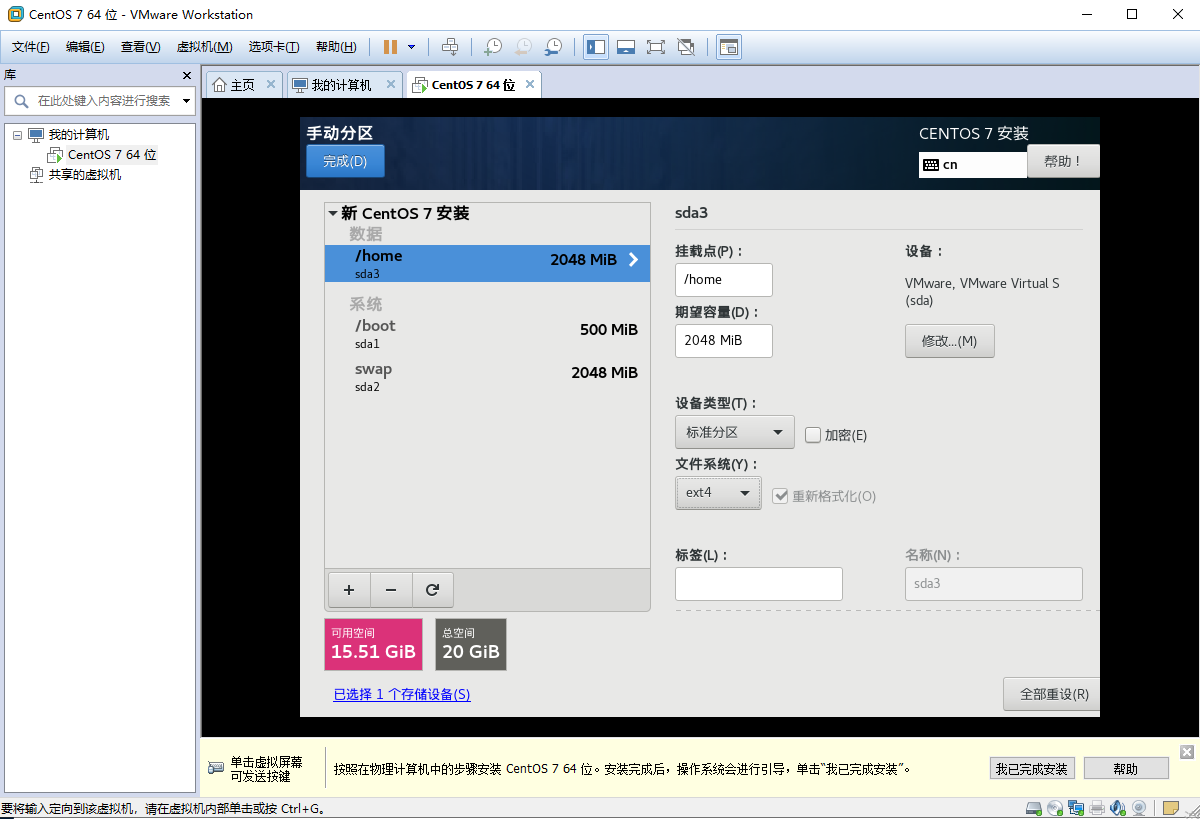 CentOS 7 64 位 - VMware Workstation
文件(F) 编辑(E) 查看(V) 虚拟机(M) 选项卡(T) 帮助(H)
库
在此处键入内容进行搜索
我的计算机
CentOS 7 64 位
共享的虚拟机
主页 我的计算机 CentOS 7 64 位
手动分区
完成(D)
CENTOS 7 安装
cn
帮助！
新 CentOS 7 安装
数据
/home
sda3
2048 MiB
系统
/boot
sda1
500 MiB
swap
sda2
2048 MiB
+ −
可用空间
15.51 GiB
总空间
20 GiB
已选择 1 个存储设备(S)
sda3
挂载点(P)：
/home
期望容量(D)：
2048 MiB
设备：
VMware, VMware Virtual S
(sda)
修改...(M)
设备类型(T)：
标准分区
加密(E)
文件系统(Y)：
ext4
重新格式化(O)
标签(L)：
名称(N)：
sda3
全部重设(R)
单击虚拟屏幕
可发送按键
按照在物理计算机中的步骤安装 CentOS 7 64 位。安装完成后，操作系统会进行引导，单击“我已完成安装”。
我已完成安装
帮助
要将输入定向到该虚拟机，请在虚拟机内部单击或按 Ctrl+G。